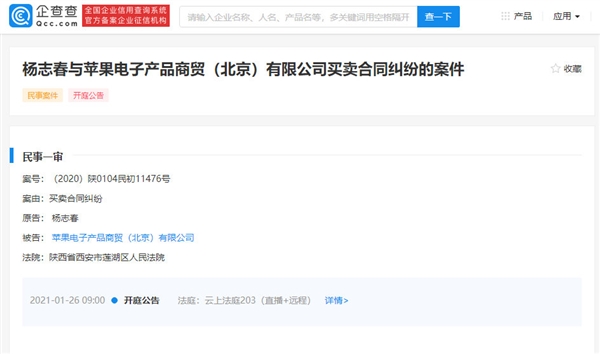 企查查
Qcc.com
全国企业信用查询系统
官方备案企业征信机构
请输入企业名称、人名、产品名等，多关键词用空格隔开
查一下
产品
应用
杨志春与苹果电子产品商贸（北京）有限公司买卖合同纠纷的案件
收藏
民事案件
开庭公告
民事一审
案号：（2020）陕0104民初11476号
案由：买卖合同纠纷
原告： 杨志春
被告： 苹果电子产品商贸（北京）有限公司
法院：陕西省西安市莲湖区人民法院
2021-01-26 09:00 开庭公告 法庭：云上法庭203（直播+远程） 详情>